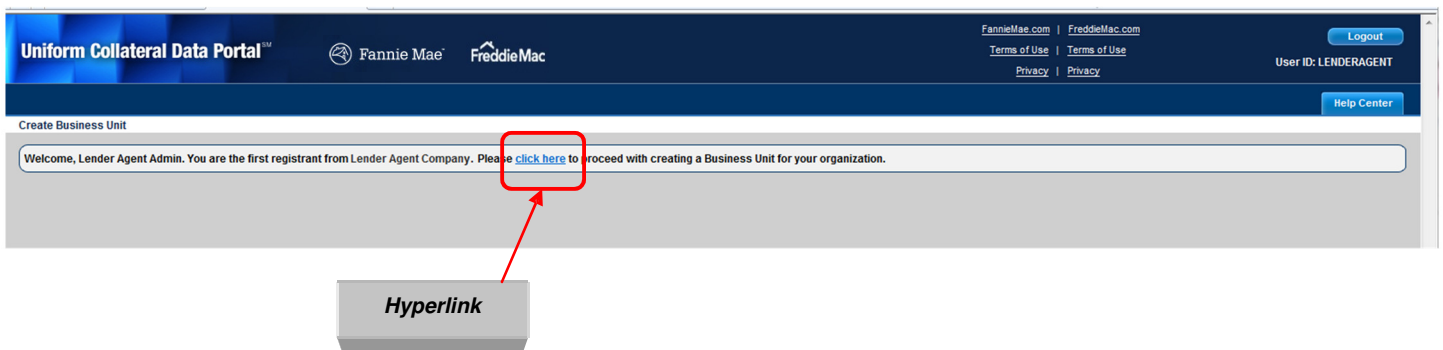 Uniform Collateral Data Portal℠
Fannie Mae
FreddieMac
FannieMae.com | FreddieMac.com
Terms of Use | Terms of Use
Privacy | Privacy
Logout
User ID: LENDERAGENT
Help Center
Create Business Unit
Welcome, Lender Agent Admin. You are the first registrant from Lender Agent Company. Please click here to proceed with creating a Business Unit for your organization.
Hyperlink